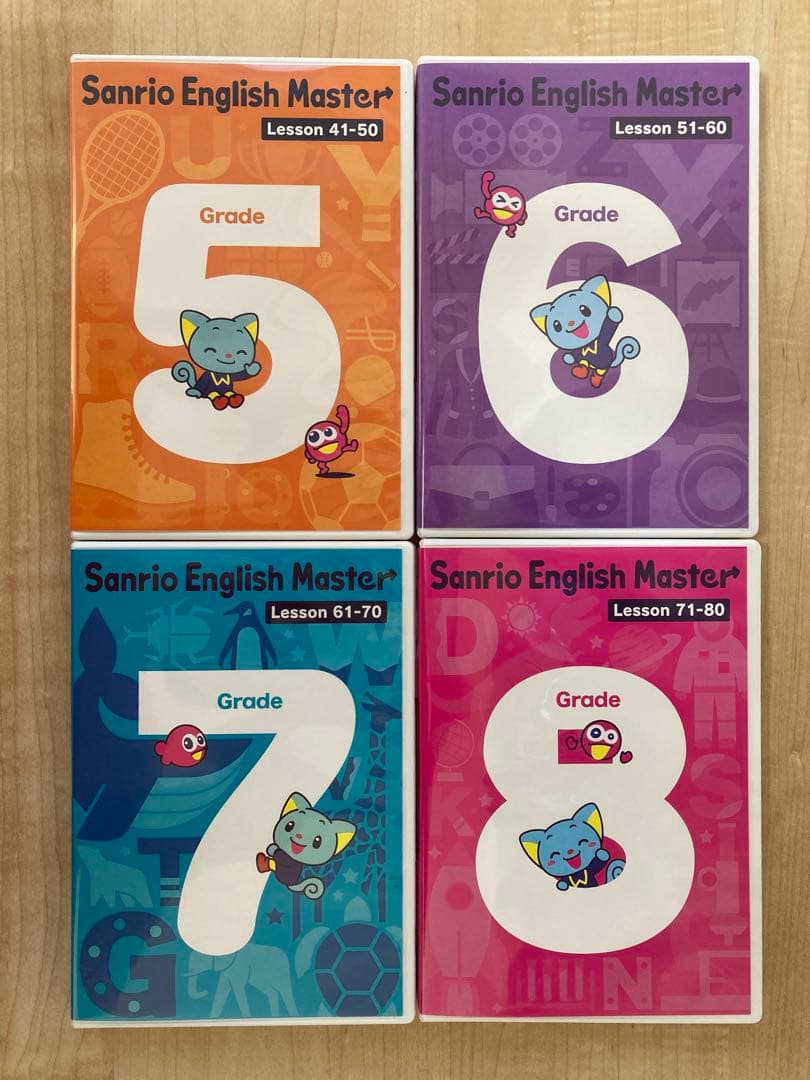 Sanrio English Master
Lesson 41-50
Grade
5
Sanrio English Master
Lesson 51-60
Grade
6
Sanrio English Master
Lesson 61-70
Grade
7
Sanrio English Master
Lesson 71-80
Grade
8